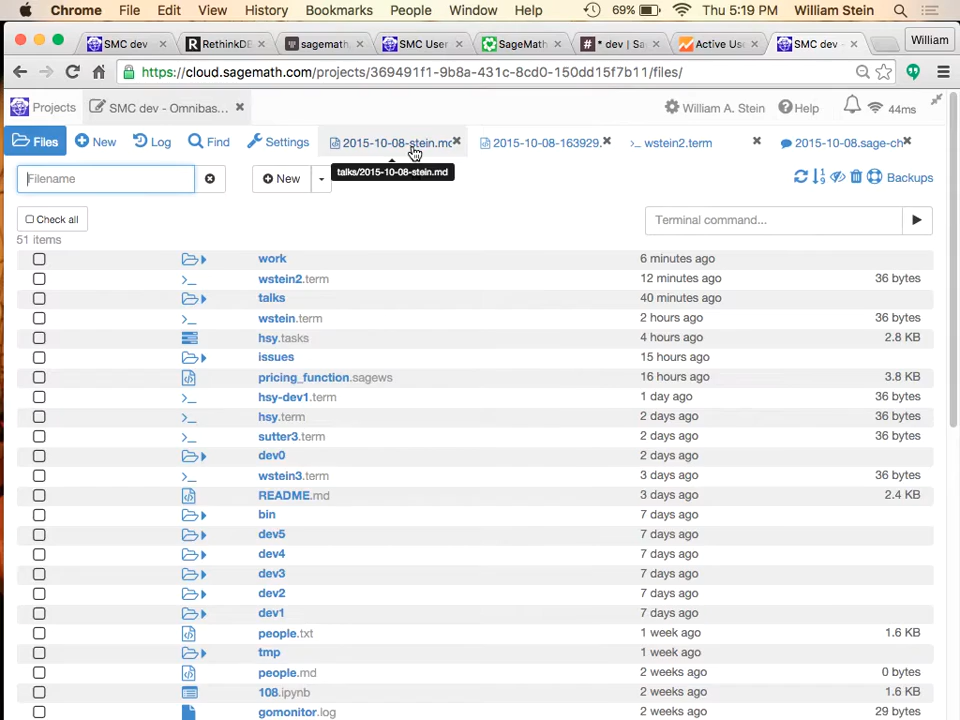 Chrome File Edit View History Bookmarks People Window Help 69% Thu 5:19 PM William Stein
SMC dev RethinkD sagemath. SMC User SageMath * dev | Sa Active Use SMC dev - William
https://cloud.sagemath.com/projects/369491f1-9b8a-431c-8cd0-150dd15f7b11/files/
Projects SMC dev - Omnibas... William A. Stein Help 44ms
Files New Log Find Settings 2015-10-08-stein.md 2015-10-08-163929. wstein2.term 2015-10-08.sage-ch
Filename New talks/2015-10-08-stein.md Backups
Check all Terminal command...
51 items
work 6 minutes ago
wstein2.term 12 minutes ago 36 bytes
talks 40 minutes ago
wstein.term 2 hours ago 36 bytes
hsy.tasks 4 hours ago 2.8 KB
issues 15 hours ago
pricing_function.sagews 16 hours ago 3.8 KB
hsy-dev1.term 1 day ago 36 bytes
hsy.term 2 days ago 36 bytes
sutter3.term 2 days ago 36 bytes
dev0 2 days ago
wstein3.term 3 days ago 36 bytes
README.md 3 days ago 2.4 KB
bin 7 days ago
dev5 7 days ago
dev4 7 days ago
dev3 7 days ago
dev2 7 days ago
dev1 7 days ago
people.txt 1 week ago 1.6 KB
tmp 1 week ago
people.md 2 weeks ago 0 bytes
108.ipynb 2 weeks ago 1.6 KB
gomonitor.log 2 weeks ago 29 bytes